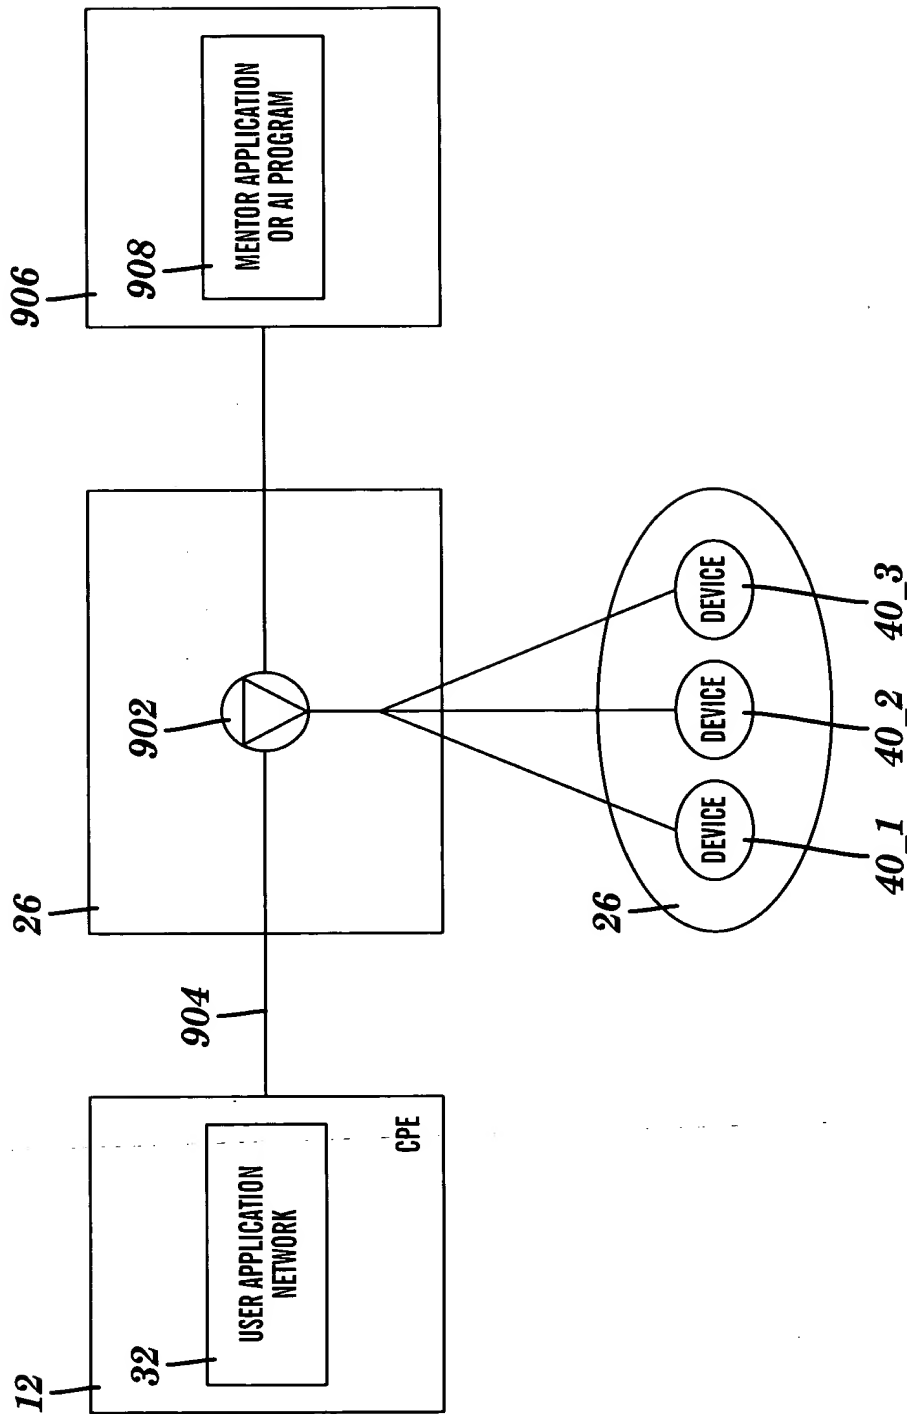 12
32
USER APPLICATION
NETWORK
CPE
904
26
902
906
908
MENTOR APPLICATION
OR AI PROGRAM
26
DEVICE
DEVICE
DEVICE
40_1
40_2
40_3